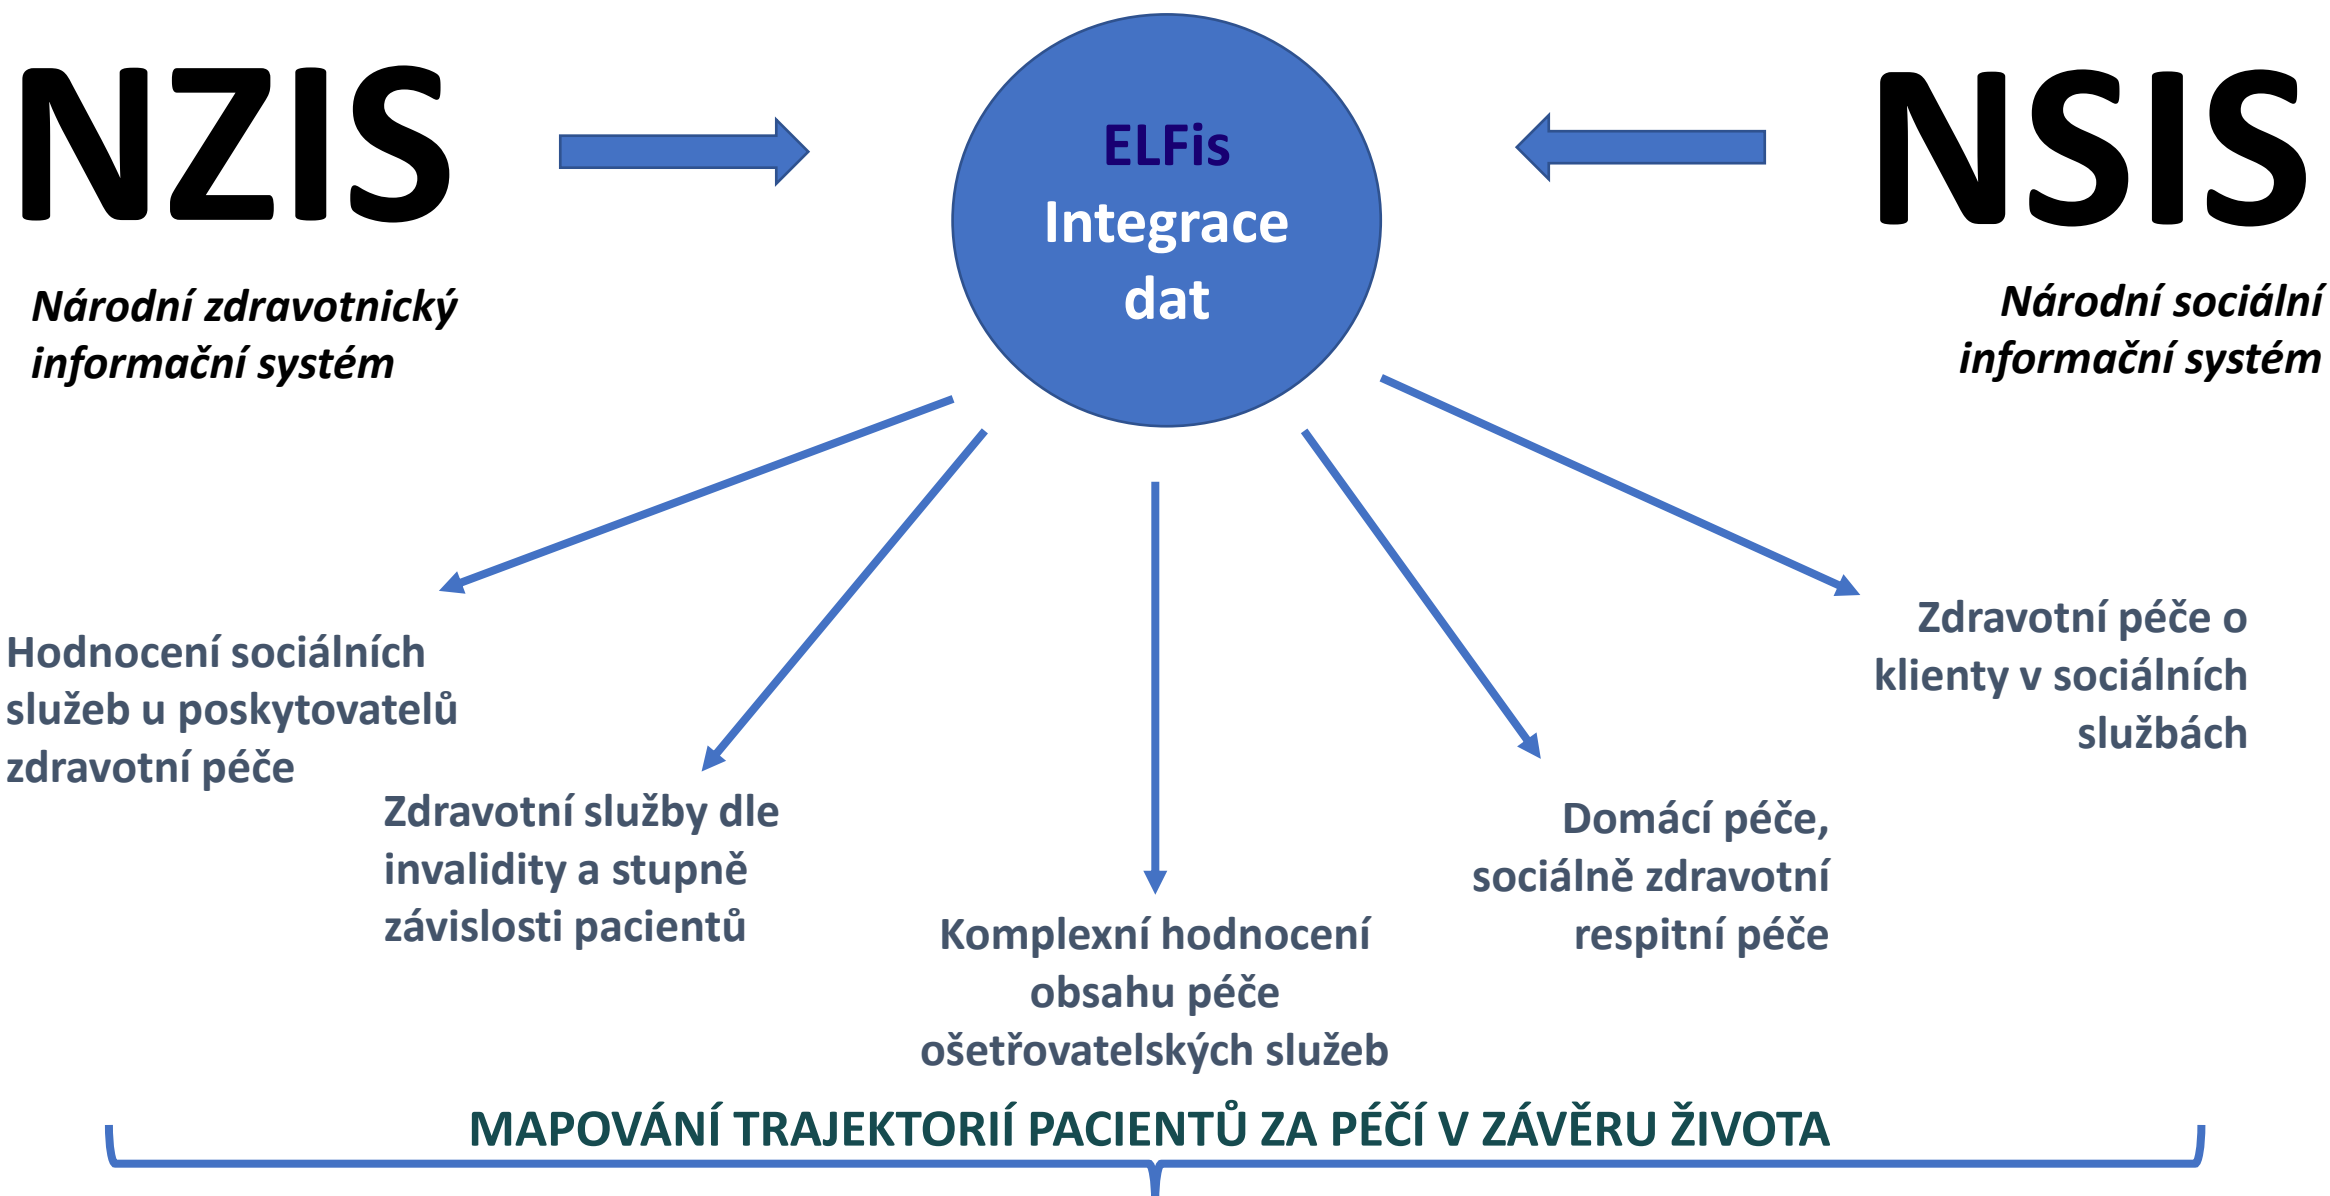 NZIS
Národní zdravotnický
informační systém
ELFis
Integrace
dat
NSIS
Národní sociální
informační systém
Hodnocení sociálních
služeb u poskytovatelů
zdravotní péče
Zdravotní služby dle
invalidity a stupně
závislosti pacientů
Komplexní hodnocení
obsahu péče
ošetřovatelských služeb
Domácí péče,
sociálně zdravotní
respitní péče
Zdravotní péče o
klienty v sociálních
službách
MAPOVÁNÍ TRAJEKTORIÍ PACIENTŮ ZA PÉČÍ V ZÁVĚRU ŽIVOTA